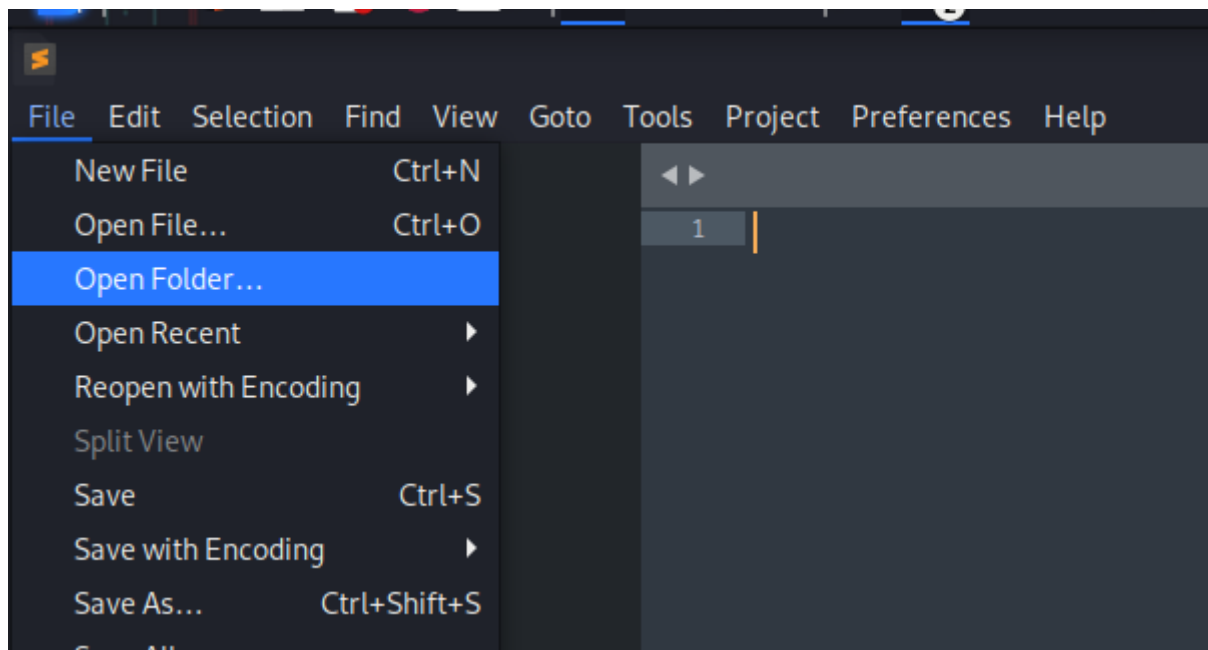 File Edit Selection Find View Goto Tools Project Preferences Help
New File Ctrl+N
Open File... Ctrl+O
1
Open Folder...
Open Recent
Reopen with Encoding
Split View
Save Ctrl+S
Save with Encoding
Save As... Ctrl+Shift+S